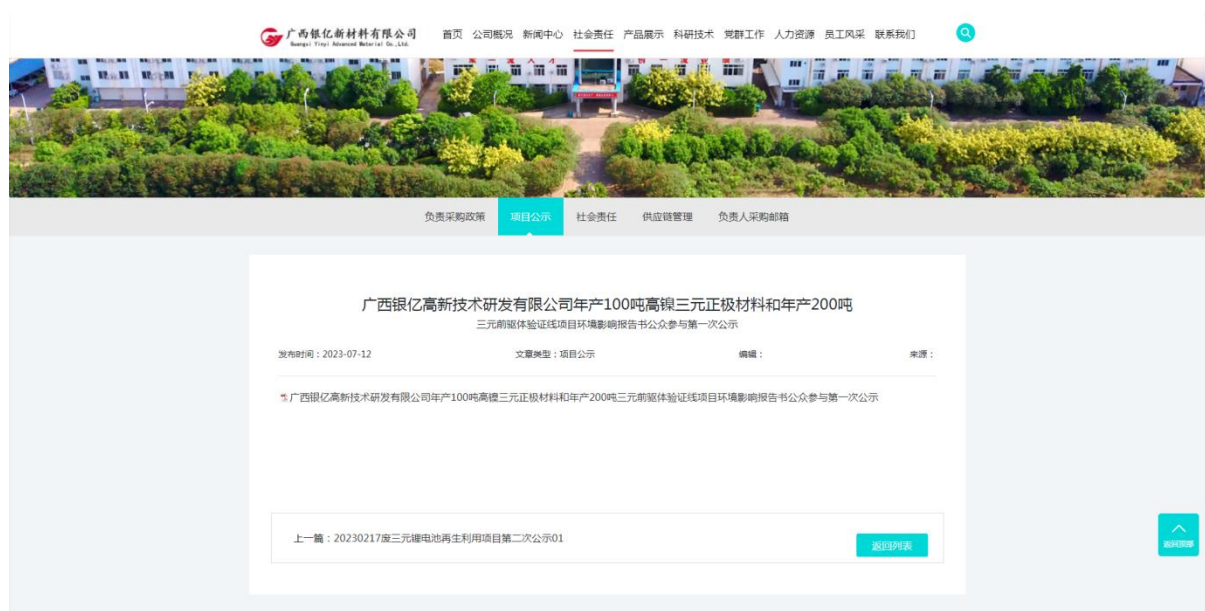 广西银亿新材料有限公司
Guangxi Yinyi Advanced Material Co.,Ltd.
首页 公司概况 新闻中心 社会责任 产品展示 科研技术 党群工作 人力资源 员工风采 联系我们
负责采购政策 项目公示 社会责任 供应链管理 负责人采购邮箱
广西银亿高新技术研发有限公司年产100吨高镍三元正极材料和年产200吨
三元前驱体验证线项目环境影响报告书公众参与第一次公示
发布时间：2023-07-12 文章类型：项目公示 编辑： 来源：
广西银亿高新技术研发有限公司年产100吨高镍三元正极材料和年产200吨三元前驱体验证线项目环境影响报告书公众参与第一次公示
上一篇：20230217废三元锂电池再生利用项目第二次公示01
返回列表
返回顶部